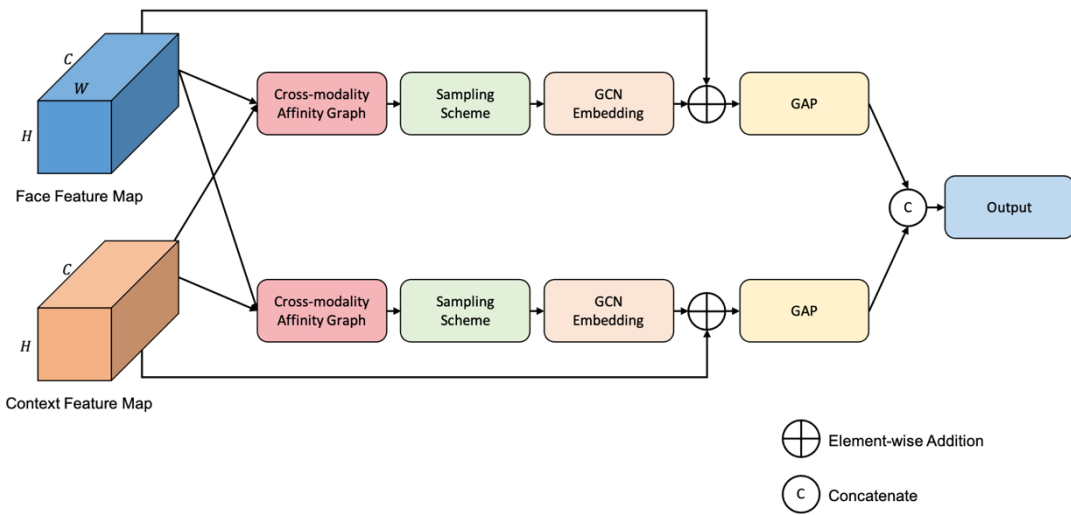 C
W
H
Face Feature Map
Cross-modality
Affinity Graph
Sampling
Scheme
GCN
Embedding
GAP
C
Output
C
H
Context Feature Map
Cross-modality
Affinity Graph
Sampling
Scheme
GCN
Embedding
GAP
Element-wise Addition
C
Concatenate